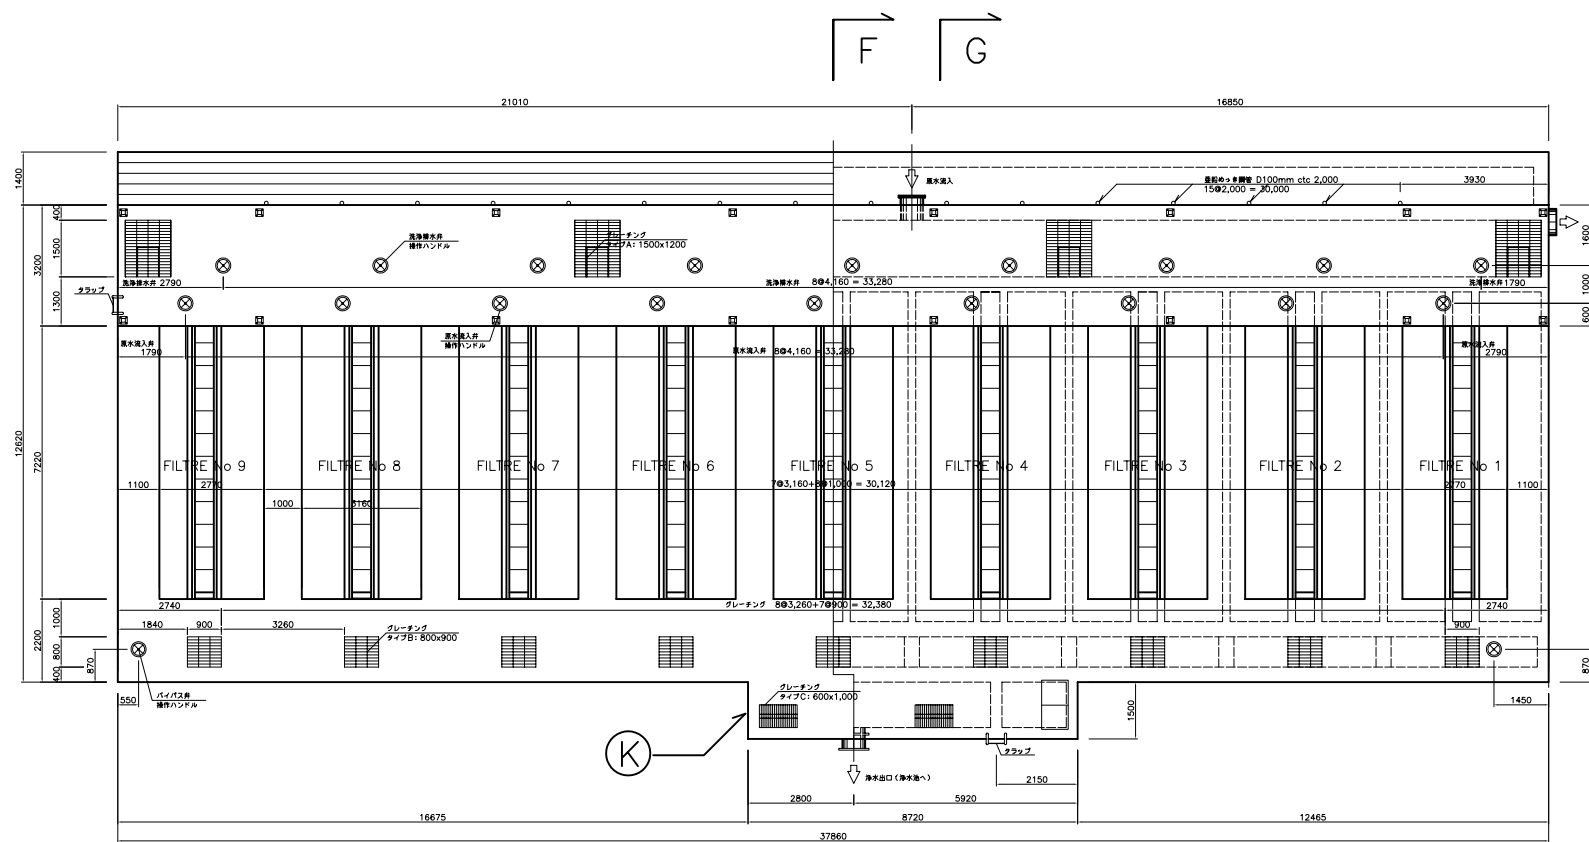 F
G
21010
16850
1400
原水流入
亜鉛めっき鋼管 D100mm ctc 2,000
15@2,000 = 30,000
3930
400
1500
3200
1300
洗浄排水弁
操作ハンドル
グレーチング
タイプA: 1500x1200
1600
1000
600
タラップ
洗浄排水弁 2790
洗浄排水弁 8@4,160 = 33,280
洗浄排水弁 1790
原水流入弁
1790
原水流入弁
操作ハンドル
原水流入弁 8@4,160 = 33,280
原水流入弁
2790
12620
7220
FILTRE No 9
FILTRE No 8
FILTRE No 7
FILTRE No 6
FILTRE No 5
FILTRE No 4
FILTRE No 3
FILTRE No 2
FILTRE No 1
1100
2770
7@3,160+8@1,000 = 30,120
2770
1100
1000
3160
2740
グレーチング 8@3,260+7@900 = 32,380
2740
2200
1000
800
400
870
1840
900
3260
グレーチング
タイプB: 800x900
900
870
550
バイパス弁
操作ハンドル
グレーチング
タイプC: 600x1,000
1500
1450
K
タラップ
浄水出口 (浄水池へ)
2150
2800
5920
16675
8720
12465
37860